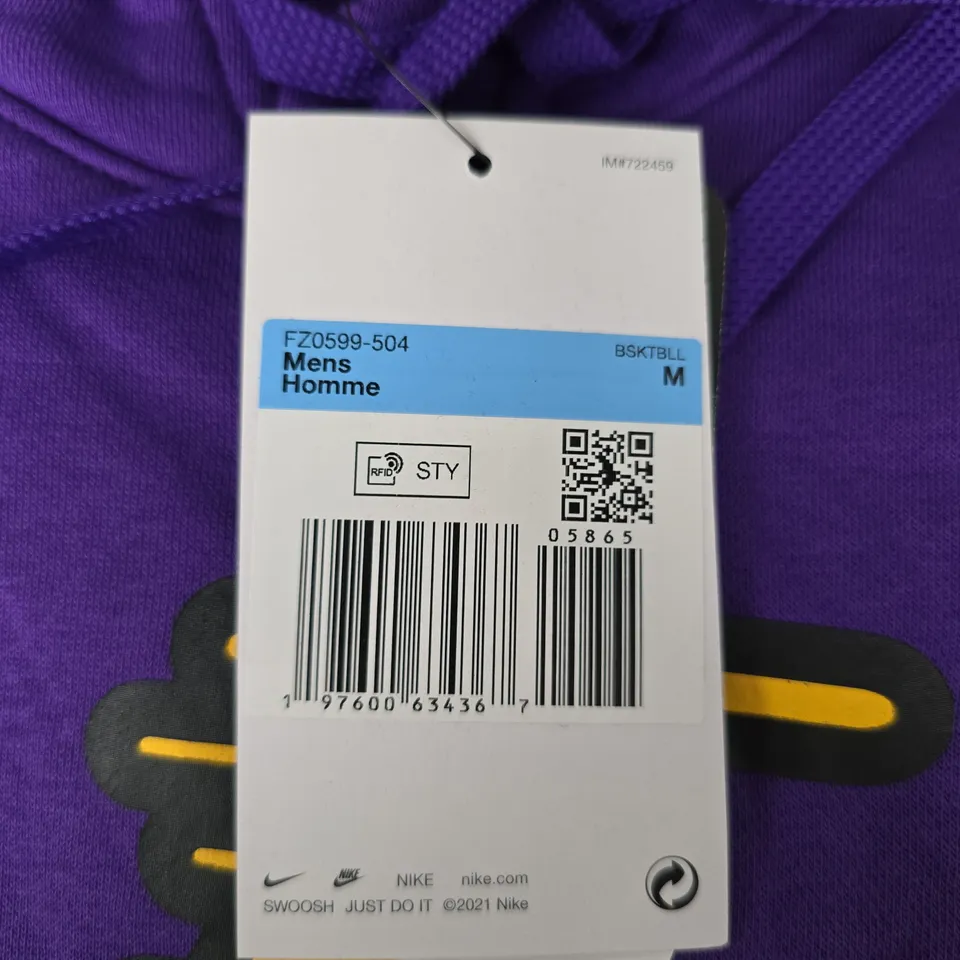 IM#722459
FZ0599-504
Mens
Homme
BSKTBLL
M
RFID STY
05865
1 97600 63436 7
NIKE NIKE nike.com
SWOOSH JUST DO IT ©2021 Nike